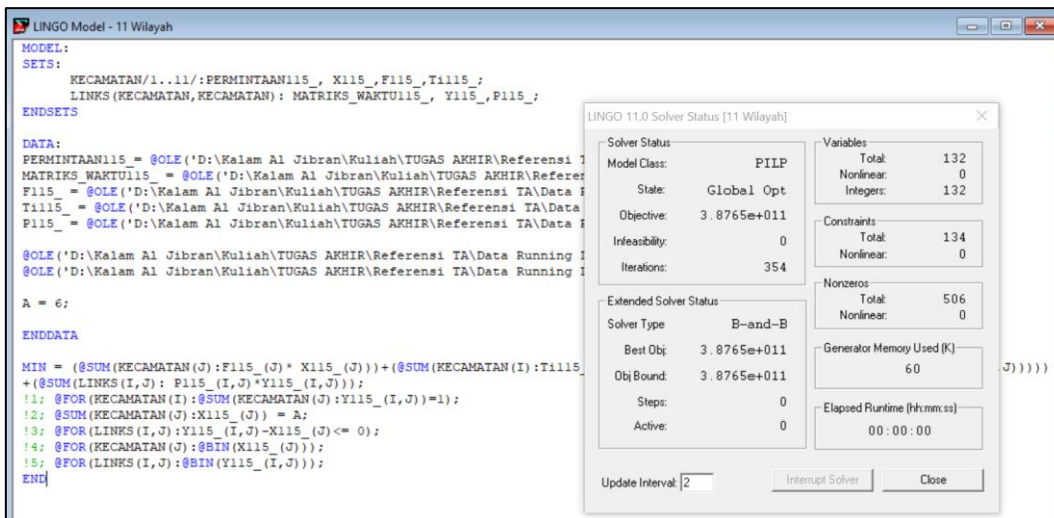 LINGO Model - 11 Wilayah
MODEL:
SETS:
KECAMATAN/1..11/:PERMINTAAN115_, X115_,F115_,Ti115_;
LINKS(KECAMATAN,KECAMATAN): MATRIKS_WAKTU115_, Y115_,P115_;
ENDSETS
DATA:
PERMINTAAN115_= @OLE('D:\Kalam Al Jibran\Kuliah\TUGAS AKHIR\Referensi
MATRIKS_WAKTU115_ = @OLE('D:\Kalam Al Jibran\Kuliah\TUGAS AKHIR\
F115_ = @OLE('D:\Kalam Al Jibran\Kuliah\TUGAS AKHIR\Referensi TA\Data
Ti115_ = @OLE('D:\Kalam Al Jibran\Kuliah\TUGAS AKHIR\Referensi TA\Data
P115_ = @OLE('D:\Kalam Al Jibran\Kuliah\TUGAS AKHIR\Referensi TA\Data
@OLE('D:\Kalam Al Jibran\Kuliah\TUGAS AKHIR\Referensi TA\Data Running
@OLE('D:\Kalam Al Jibran\Kuliah\TUGAS AKHIR\Referensi TA\Data Running
A = 6;
ENDDATA
MIN = (@SUM(KECAMATAN(J):F115_(J)* X115_(J)))+(@SUM(KECAMATAN(I):Ti115_ J)))))
+(@SUM(LINKS(I,J): P115_(I,J)*Y115_(I,J)));
!1; @FOR(KECAMATAN(I):@SUM(KECAMATAN(J):Y115_(I,J))=1);
!2; @SUM(KECAMATAN(J):X115_(J)) = A;
!3; @FOR(LINKS(I,J):Y115_(I,J)-X115_(J)<= 0);
!4; @FOR(KECAMATAN(J):@BIN(X115_(J)));
!5; @FOR(LINKS(I,J):@BIN(Y115_(I,J)));
END
LINGO 11.0 Solver Status [11 Wilayah]
Solver Status
Model Class: PILP
State: Global Opt
Objective: 3.8765e+011
Infeasibility: 0
Iterations: 354
Extended Solver Status
Solver Type B-and-B
Best Obj: 3.8765e+011
Obj Bound: 3.8765e+011
Steps: 0
Active: 0
Variables
Total: 132
Nonlinear: 0
Integers: 132
Constraints
Total: 134
Nonlinear: 0
Nonzeros
Total: 506
Nonlinear: 0
Generator Memory Used (K)
60
Elapsed Runtime (hh:mm:ss)
00:00:00
Update Interval: 2
Interrupt Solver
Close